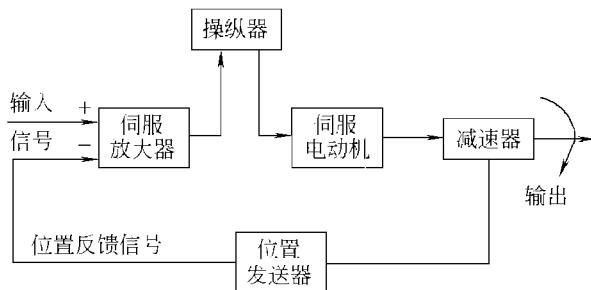 操纵器
输入
信号
+
−
伺服
放大器
伺服
电动机
减速器
输出
位置反馈信号
位置
发送器